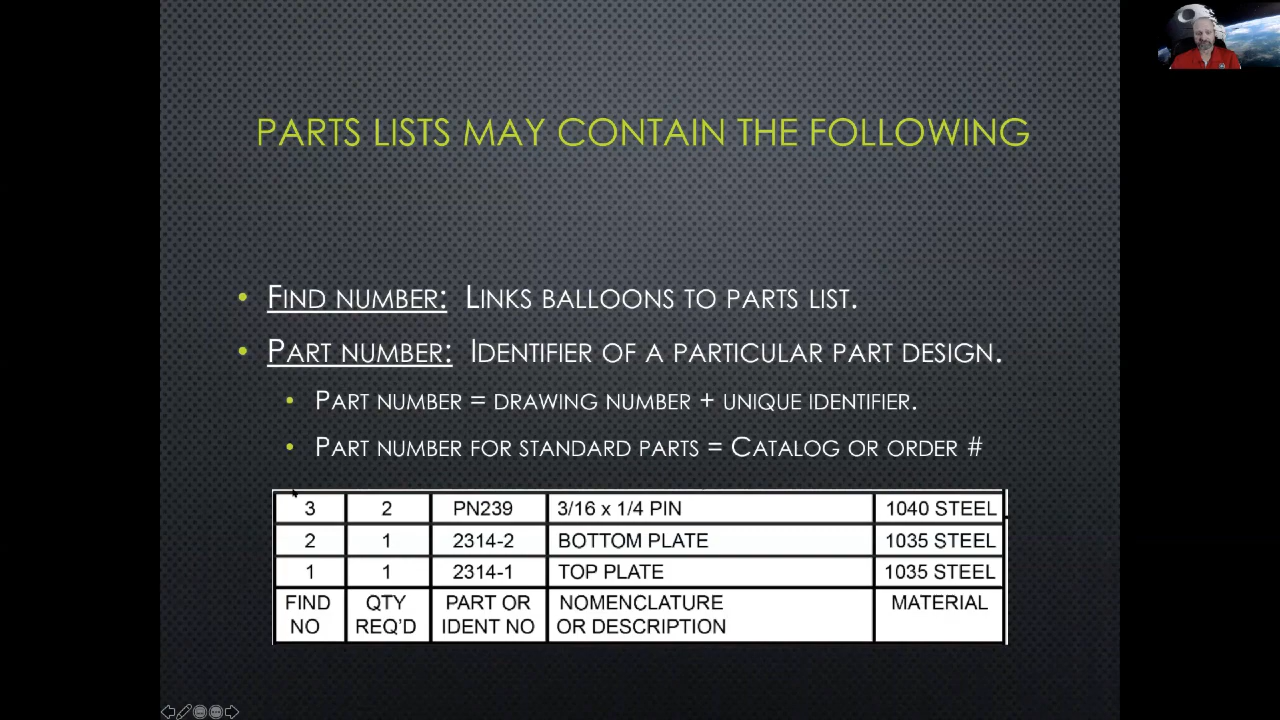 PARTS LISTS MAY CONTAIN THE FOLLOWING
• FIND NUMBER: LINKS BALLOONS TO PARTS LIST.
• PART NUMBER: IDENTIFIER OF A PARTICULAR PART DESIGN.
• PART NUMBER = DRAWING NUMBER + UNIQUE IDENTIFIER.
• PART NUMBER FOR STANDARD PARTS = CATALOG OR ORDER #
3 2 PN239 3/16 x 1/4 PIN 1040 STEEL
2 1 2314-2 BOTTOM PLATE 1035 STEEL
1 1 2314-1 TOP PLATE 1035 STEEL
FIND QTY PART OR NOMENCLATURE MATERIAL
NO REQ'D IDENT NO OR DESCRIPTION